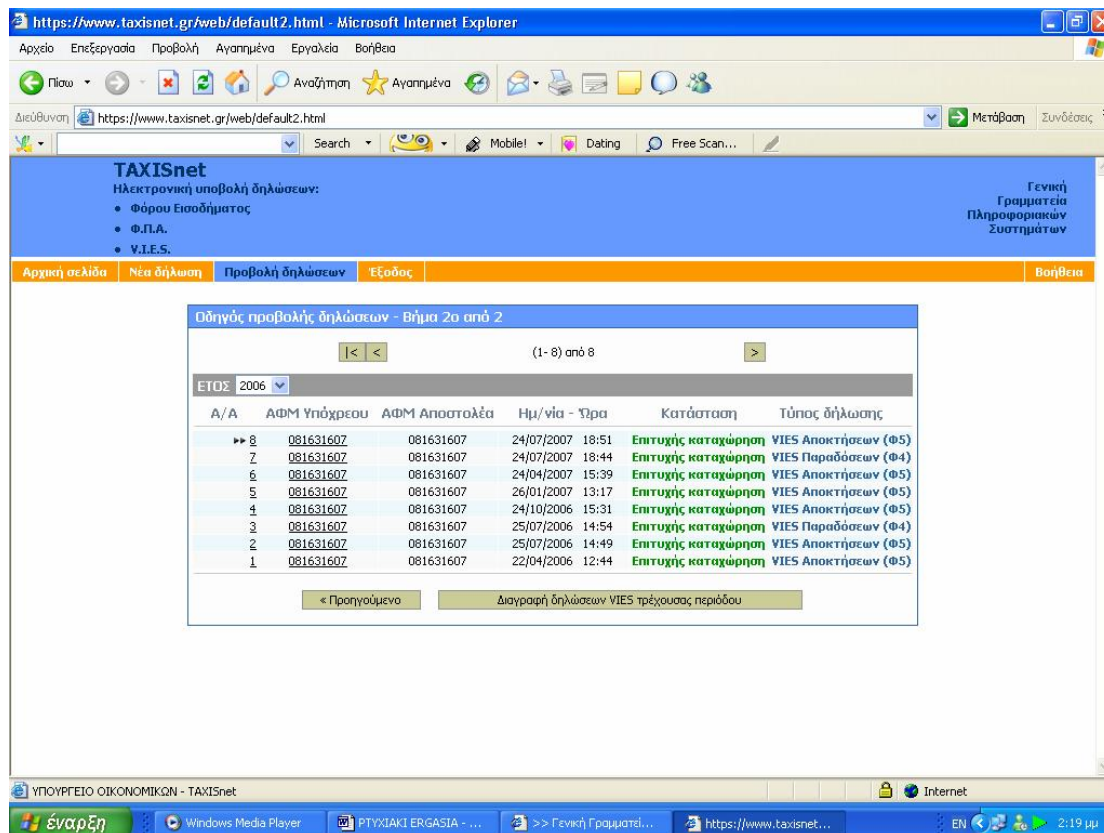 https://www.taxisnet.gr/web/default2.html - Microsoft Internet Explorer
Αρχείο Επεξεργασία Προβολή Αγαπημένα Εργαλεία Βοήθεια
Πίσω Αναζήτηση Αγαπημένα
Διεύθυνση https://www.taxisnet.gr/web/default2.html Μετάβαση Συνδέσεις
Search Mobile! Dating Free Scan...
TAXISnet
Ηλεκτρονική υποβολή δηλώσεων:
• Φόρου Εισοδήματος
• Φ.Π.Α.
• V.I.E.S.
Γενική
Γραμματεία
Πληροφοριακών
Συστημάτων
Αρχική σελίδα Νέα δήλωση Προβολή δηλώσεων Έξοδος Βοήθεια
Οδηγός προβολής δηλώσεων - Βήμα 2ο από 2
|< < (1- 8) από 8 >
ΕΤΟΣ 2006
Α/Α ΑΦΜ Υπόχρεου ΑΦΜ Αποστολέα Ημ/νία - Ώρα Κατάσταση Τύπος δήλωσης
8 081631607 081631607 24/07/2007 18:51 Επιτυχής καταχώρηση VIES Αποκτήσεων (Φ5)
7 081631607 081631607 24/07/2007 18:44 Επιτυχής καταχώρηση VIES Παραδόσεων (Φ4)
6 081631607 081631607 24/04/2007 15:39 Επιτυχής καταχώρηση VIES Αποκτήσεων (Φ5)
5 081631607 081631607 26/01/2007 13:17 Επιτυχής καταχώρηση VIES Αποκτήσεων (Φ5)
4 081631607 081631607 24/10/2006 15:31 Επιτυχής καταχώρηση VIES Αποκτήσεων (Φ5)
3 081631607 081631607 25/07/2006 14:54 Επιτυχής καταχώρηση VIES Παραδόσεων (Φ4)
2 081631607 081631607 25/07/2006 14:49 Επιτυχής καταχώρηση VIES Αποκτήσεων (Φ5)
1 081631607 081631607 22/04/2006 12:44 Επιτυχής καταχώρηση VIES Αποκτήσεων (Φ5)
« Προηγούμενο Διαγραφή δηλώσεων VIES τρέχουσας περιόδου
ΥΠΟΥΡΓΕΙΟ ΟΙΚΟΝΟΜΙΚΩΝ - TAXISnet Internet
έναρξη Windows Media Player PTYXIAKI ERGASIA - ... >> Γενική Γραμματεί... https://www.taxisnet... EN 2:19 μμ